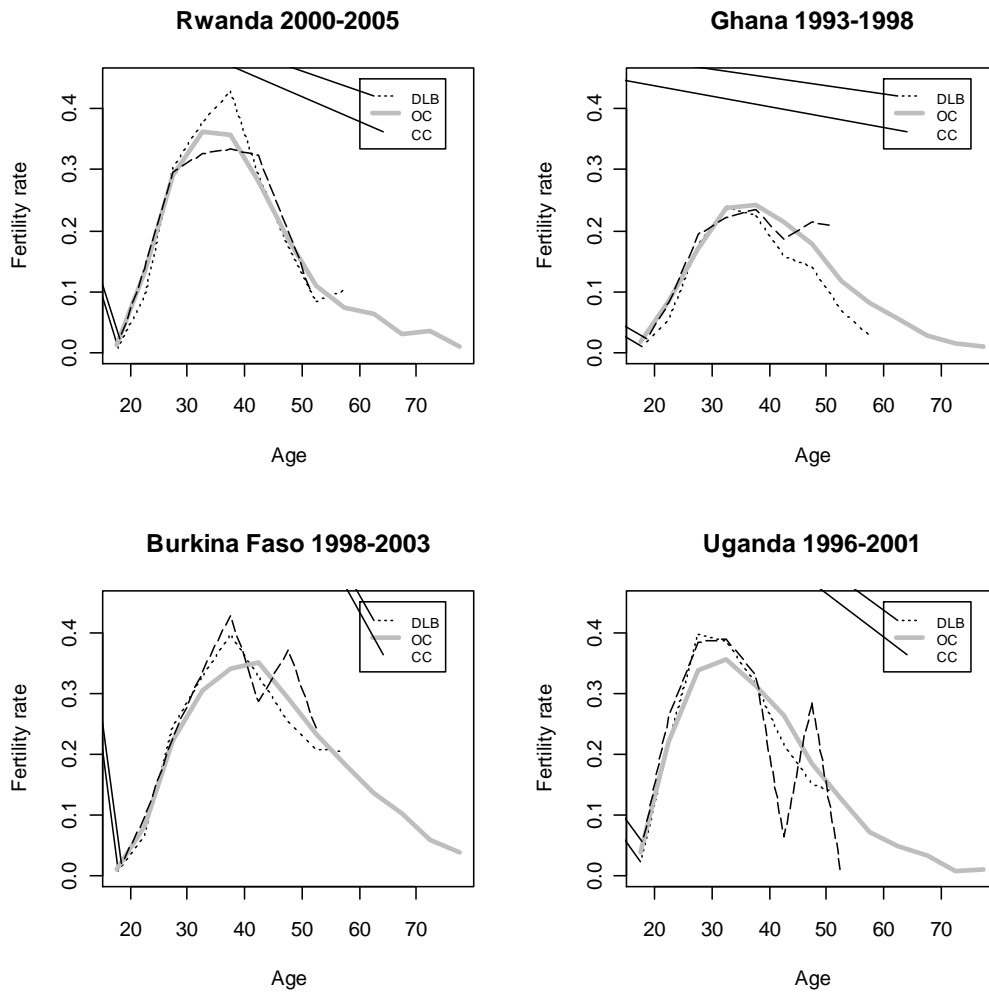 Rwanda 2000-2005
Fertility rate
0.4
0.3
0.2
0.1
0.0
DLB
OC
CC
20 30 40 50 60 70
Age
Ghana 1993-1998
Fertility rate
0.4
0.3
0.2
0.1
0.0
DLB
OC
CC
20 30 40 50 60 70
Age
Burkina Faso 1998-2003
Fertility rate
0.4
0.3
0.2
0.1
0.0
DLB
OC
CC
20 30 40 50 60 70
Age
Uganda 1996-2001
Fertility rate
0.4
0.3
0.2
0.1
0.0
DLB
OC
CC
20 30 40 50 60 70
Age